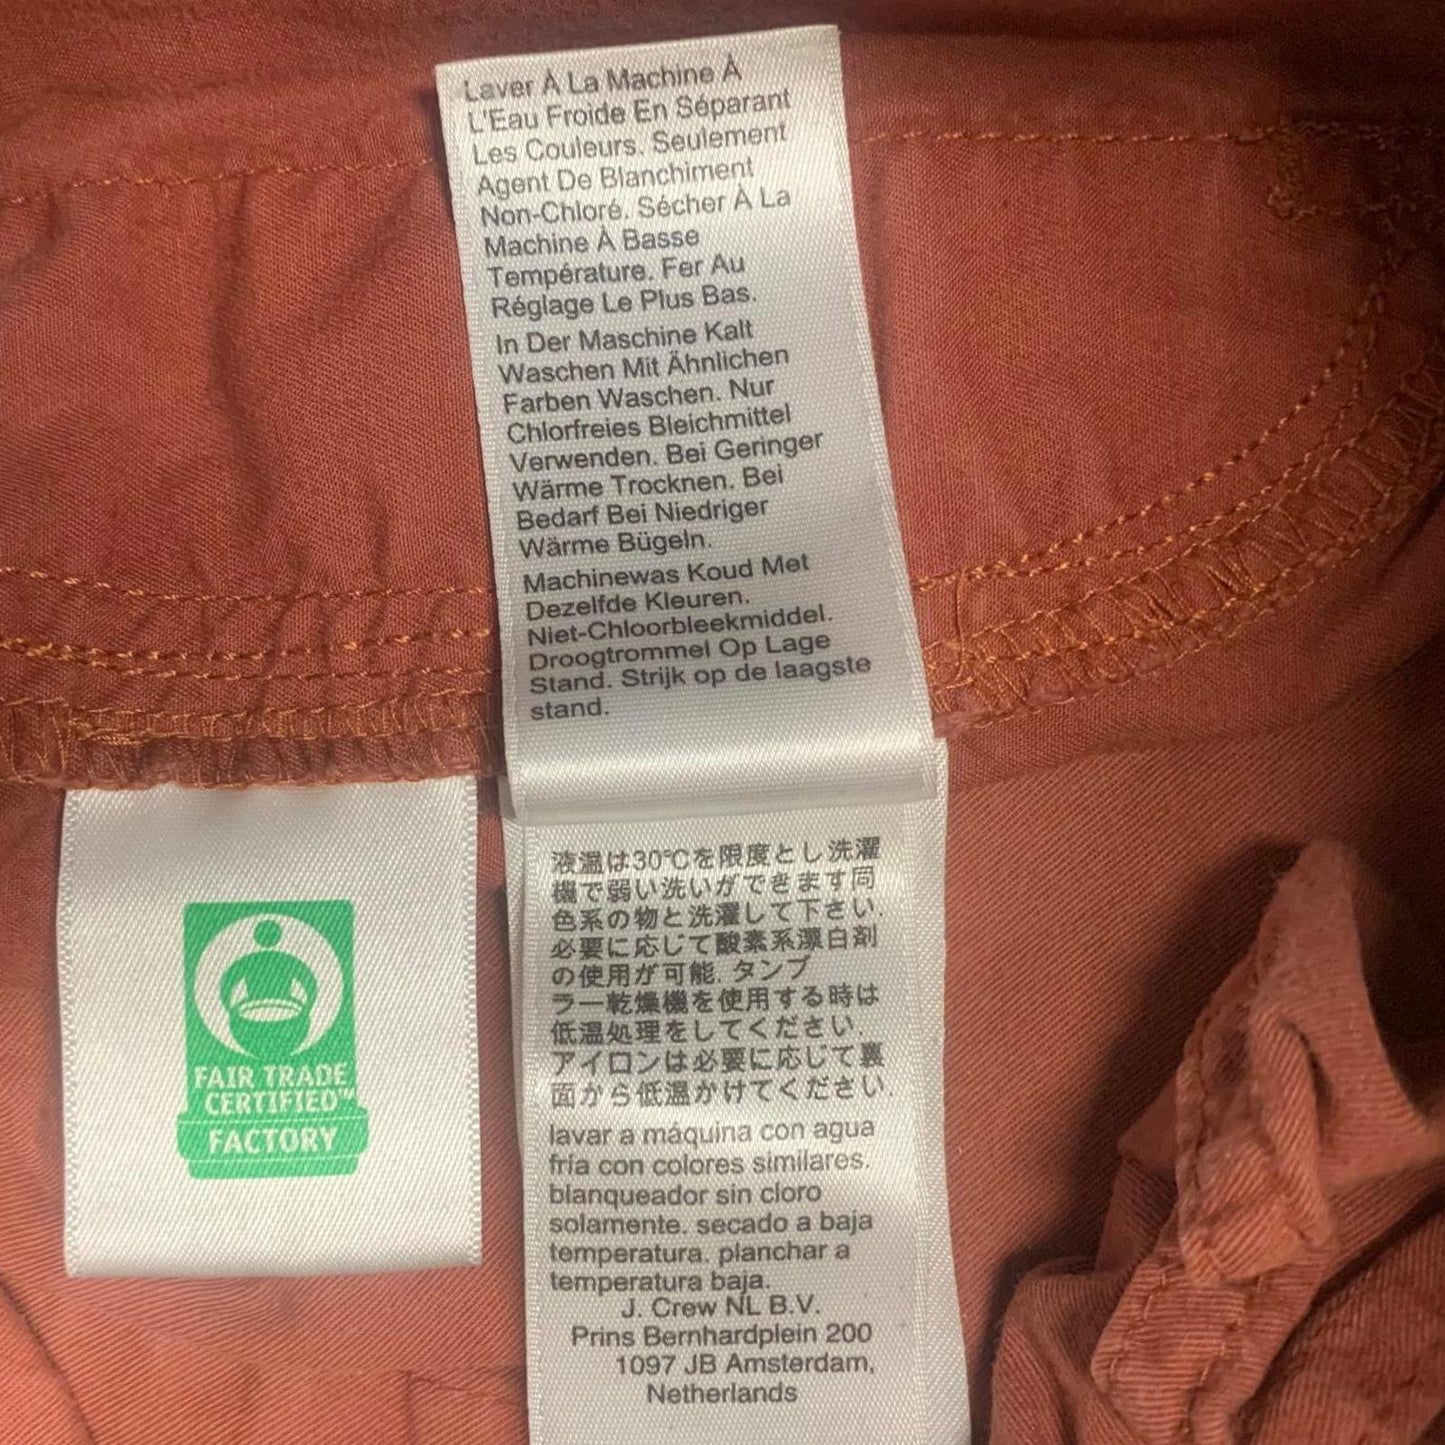 Laver À La Machine À
L'Eau Froide En Séparant
Les Couleurs. Seulement
Agent De Blanchiment
Non-Chloré. Sécher À La
Machine À Basse
Température. Fer Au
Réglage Le Plus Bas.
In Der Maschine Kalt
Waschen Mit Ähnlichen
Farben Waschen. Nur
Chlorfreies Bleichmittel
Verwenden. Bei Geringer
Wärme Trocknen. Bei
Bedarf Bei Niedriger
Wärme Bügeln.
Machinewas Koud Met
Dezelfde Kleuren.
Niet-Chloorbleekmiddel.
Droogtrommel Op Lage
Stand. Strijk op de laagste
stand.
FAIR TRADE
CERTIFIED™
FACTORY
液温は30℃を限度とし洗濯
機で弱い洗いができます同
色系の物と洗濯して下さい.
必要に応じて酸素系漂白剤
の使用が可能. タンブ
ラー乾燥機を使用する時は
低温処理をしてください.
アイロンは必要に応じて裏
面から低温かけてください.
lavar a máquina con agua
fría con colores similares.
blanqueador sin cloro
solamente. secado a baja
temperatura. planchar a
temperatura baja.
J. Crew NL B.V.
Prins Bernhardplein 200
1097 JB Amsterdam,
Netherlands